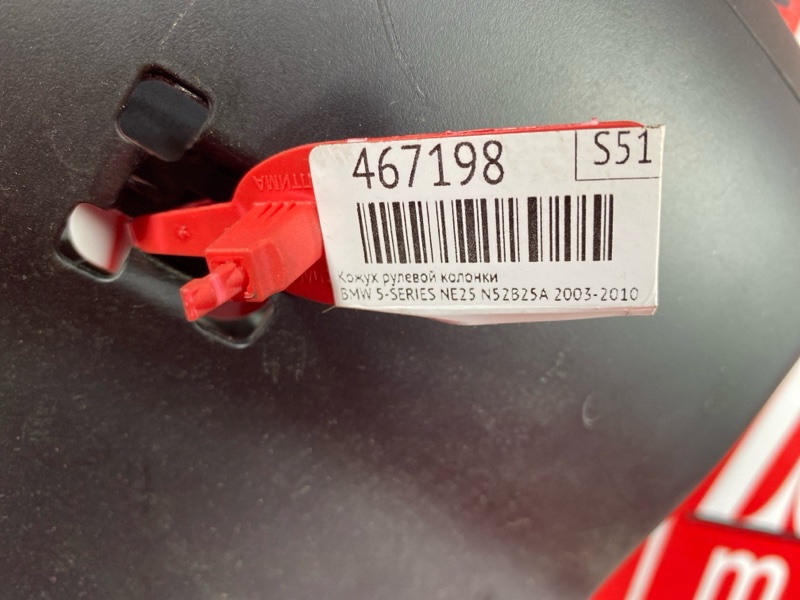 467198
S51
Кожух рулевой колонки
BMW 5-SERIES NE25 N52B25A 2003-2010
m